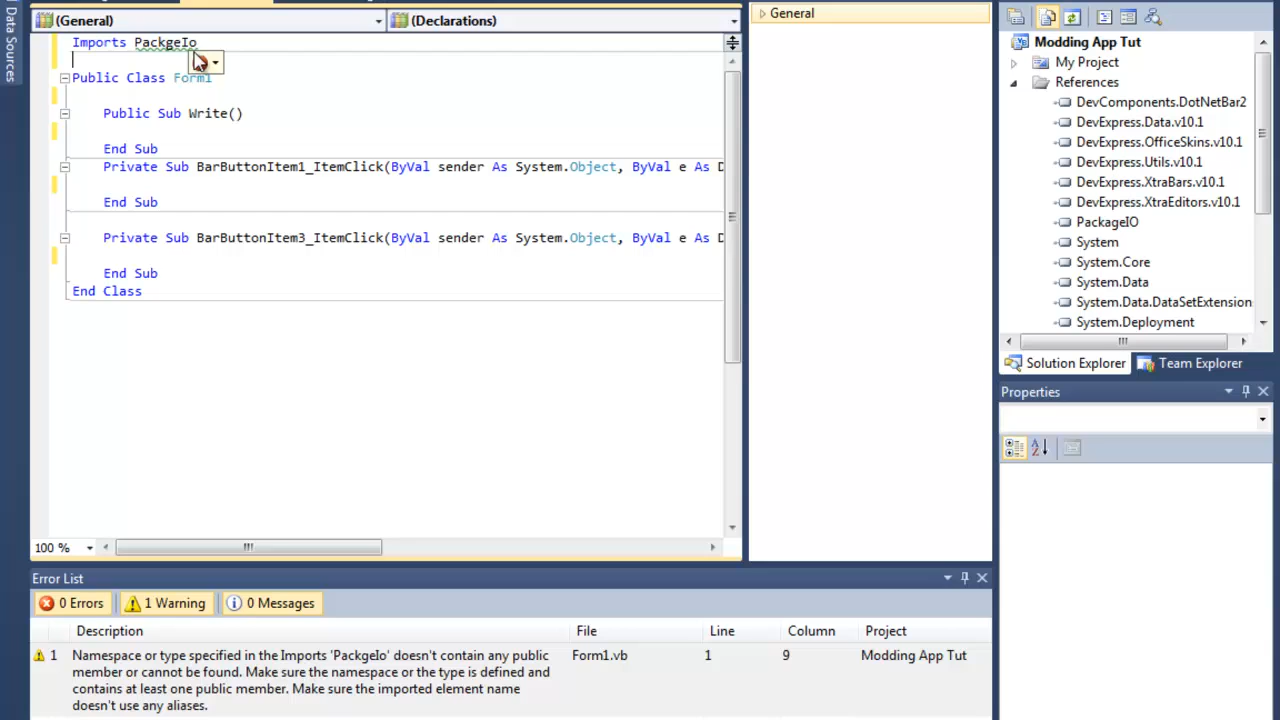 Data Sources
(General)
(Declarations)
Imports PackgeIo
Public Class Form1
Public Sub Write()
End Sub
Private Sub BarButtonItem1_ItemClick(ByVal sender As System.Object, ByVal e As D
End Sub
Private Sub BarButtonItem3_ItemClick(ByVal sender As System.Object, ByVal e As D
End Sub
End Class
100 %
General
Modding App Tut
My Project
References
DevComponents.DotNetBar2
DevExpress.Data.v10.1
DevExpress.OfficeSkins.v10.1
DevExpress.Utils.v10.1
DevExpress.XtraBars.v10.1
DevExpress.XtraEditors.v10.1
PackageIO
System
System.Core
System.Data
System.Data.DataSetExtension
System.Deployment
Solution Explorer Team Explorer
Properties
Error List
0 Errors 1 Warning 0 Messages
Description File Line Column Project
1 Namespace or type specified in the Imports 'PackgeIo' doesn't contain any public Form1.vb 1 9 Modding App Tut
member or cannot be found. Make sure the namespace or the type is defined and
contains at least one public member. Make sure the imported element name
doesn't use any aliases.